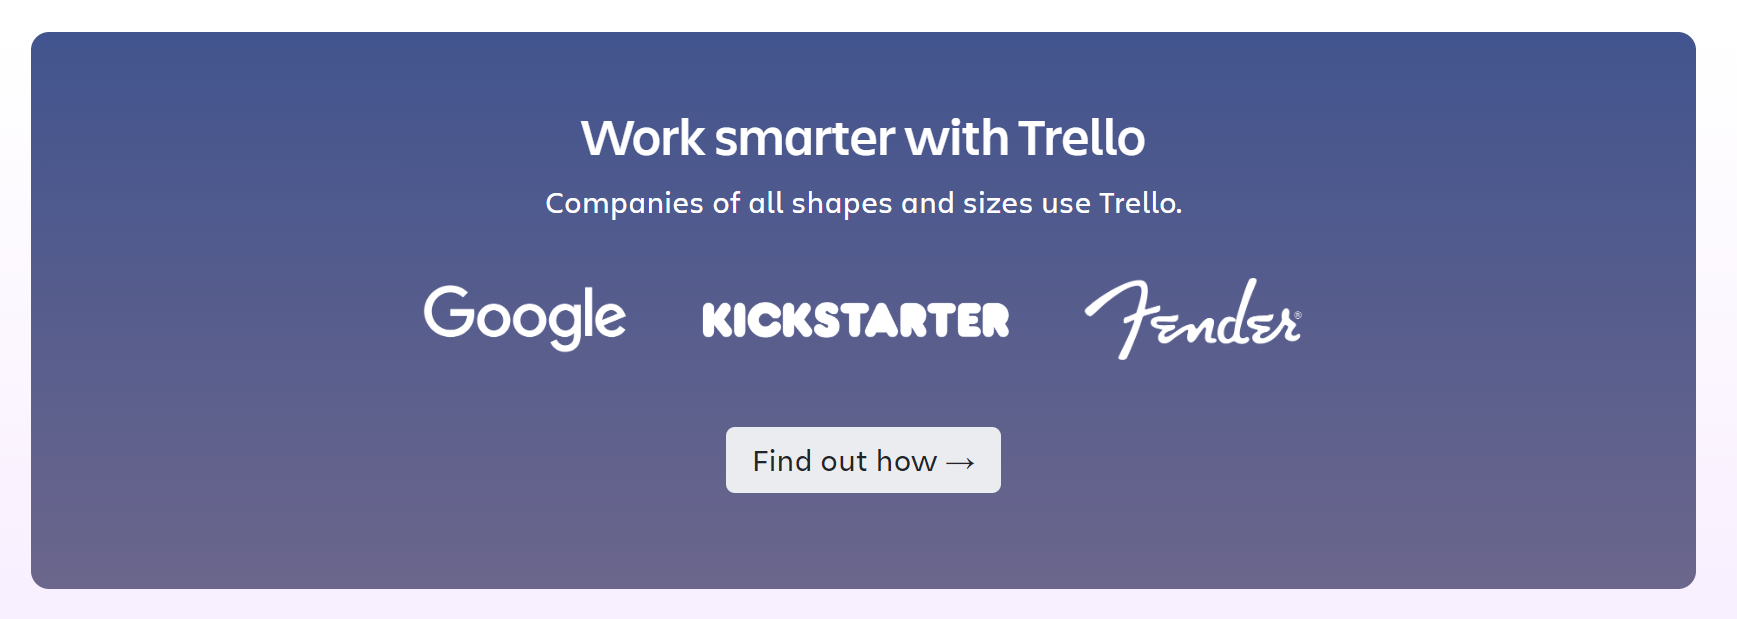 Work smarter with Trello
Companies of all shapes and sizes use Trello.
Google KICKSTARTER Fender®
Find out how →